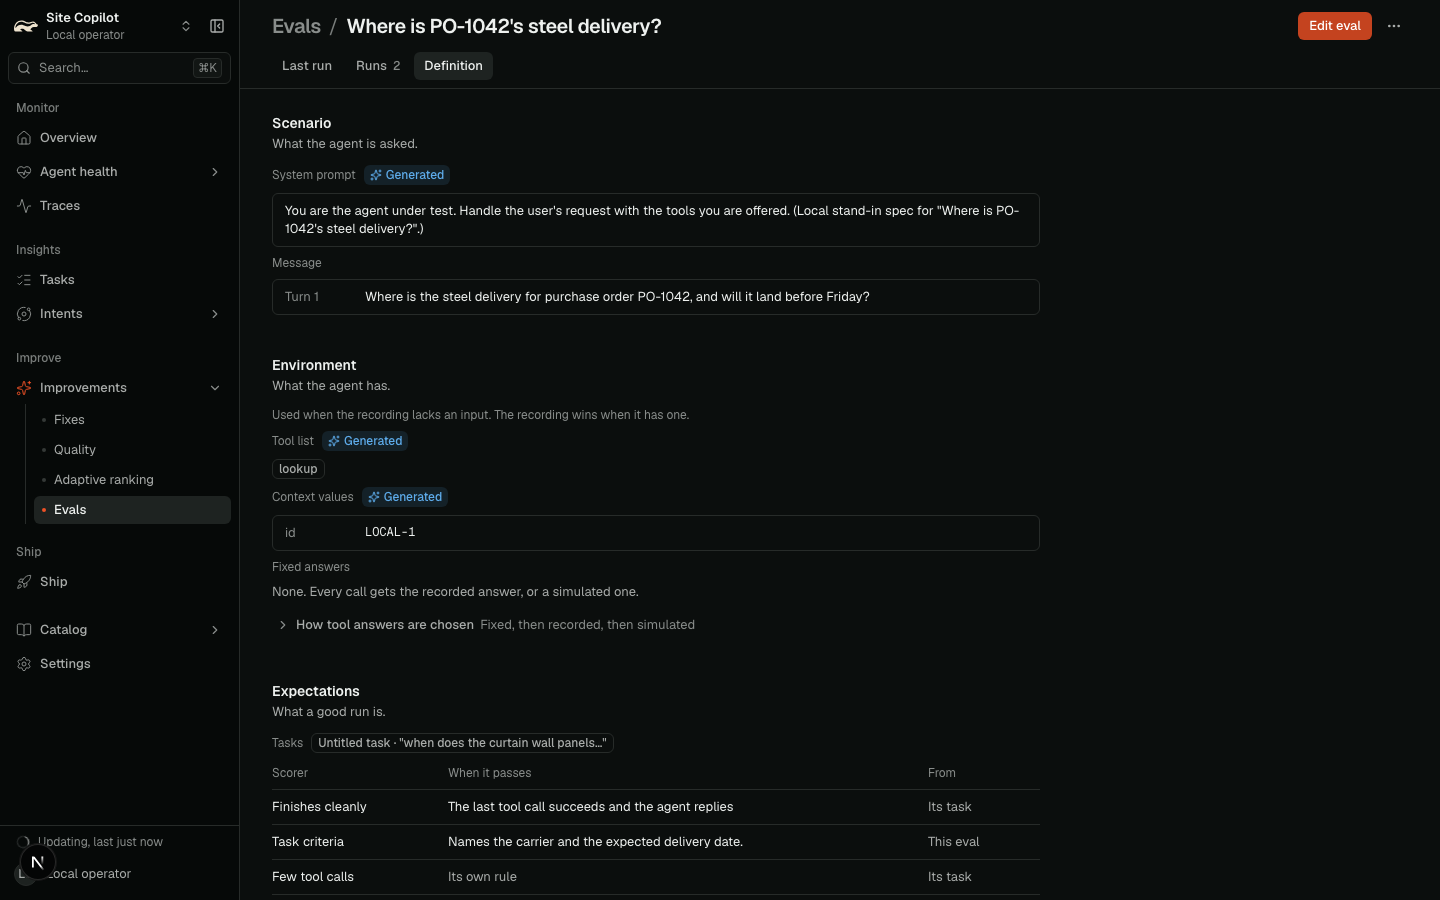 Site Copilot
Local operator
Search...
⌘K
Monitor
Overview
Agent health
Traces
Insights
Tasks
Intents
Improve
Improvements
Fixes
Quality
Adaptive ranking
Evals
Ship
Ship
Catalog
Settings
Updating, last just now
N
Local operator
Evals / Where is PO-1042's steel delivery?
Edit eval
Last run
Runs 2
Definition
Scenario
What the agent is asked.
System prompt Generated
You are the agent under test. Handle the user's request with the tools you are offered. (Local stand-in spec for "Where is PO-
1042's steel delivery?".)
Message
Turn 1 Where is the steel delivery for purchase order PO-1042, and will it land before Friday?
Environment
What the agent has.
Used when the recording lacks an input. The recording wins when it has one.
Tool list Generated
lookup
Context values Generated
id LOCAL-1
Fixed answers
None. Every call gets the recorded answer, or a simulated one.
How tool answers are chosen Fixed, then recorded, then simulated
Expectations
What a good run is.
Tasks Untitled task · "when does the curtain wall panels..."
Scorer When it passes From
Finishes cleanly The last tool call succeeds and the agent replies Its task
Task criteria Names the carrier and the expected delivery date. This eval
Few tool calls Its own rule Its task